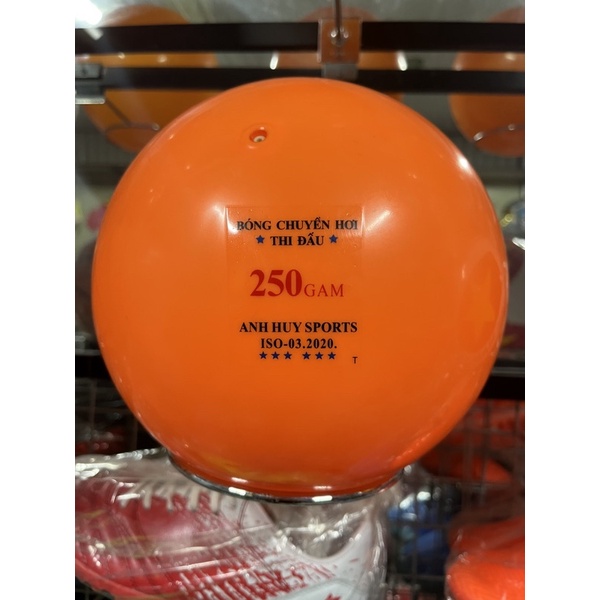 BÓNG CHUYỀN HƠI
★ THI ĐẤU ★
250GAM
ANH HUY SPORTS
ISO-03.2020.
★★★ ★★★
T